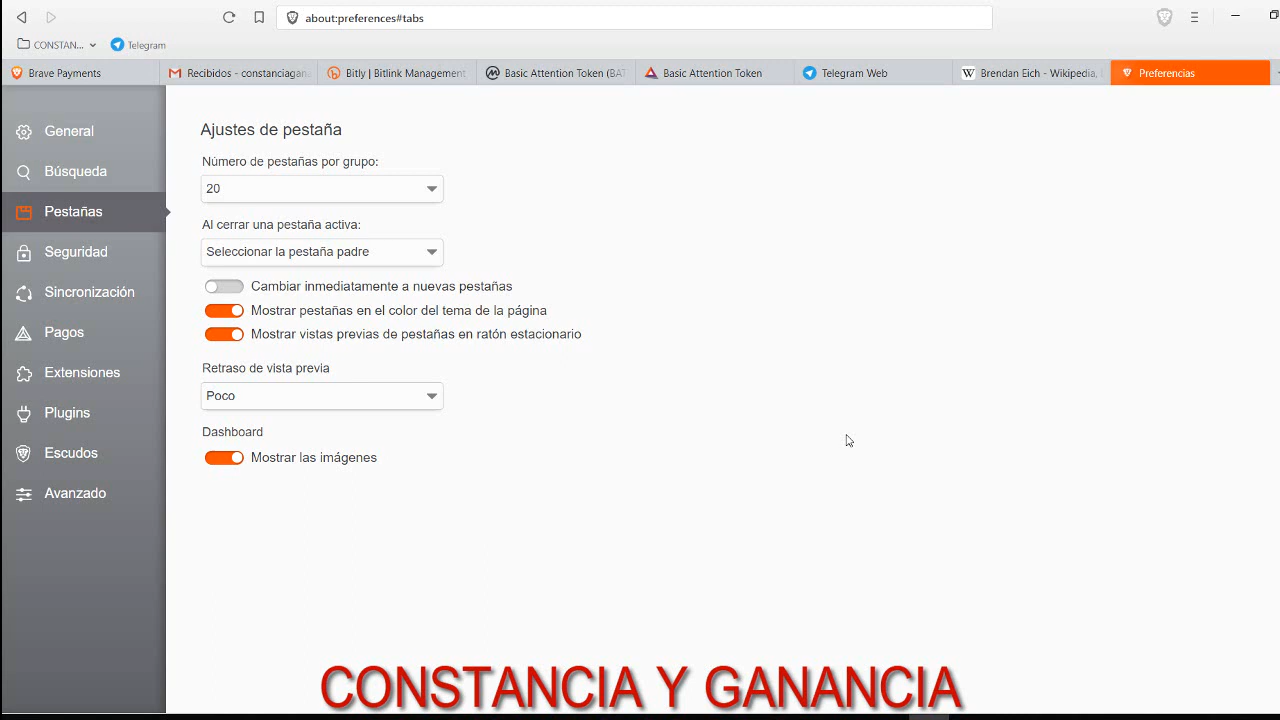 about:preferences#tabs
CONSTAN...
Telegram
Brave Payments
Recibidos - constanciagana
Bitly | Bitlink Management
Basic Attention Token (BAT
Basic Attention Token
Telegram Web
Brendan Eich - Wikipedia,
Preferencias
General
Búsqueda
Pestañas
Seguridad
Sincronización
Pagos
Extensiones
Plugins
Escudos
Avanzado
Ajustes de pestaña
Número de pestañas por grupo:
20
Al cerrar una pestaña activa:
Seleccionar la pestaña padre
Cambiar inmediatamente a nuevas pestañas
Mostrar pestañas en el color del tema de la página
Mostrar vistas previas de pestañas en ratón estacionario
Retraso de vista previa
Poco
Dashboard
Mostrar las imágenes
CONSTANCIA Y GANANCIA